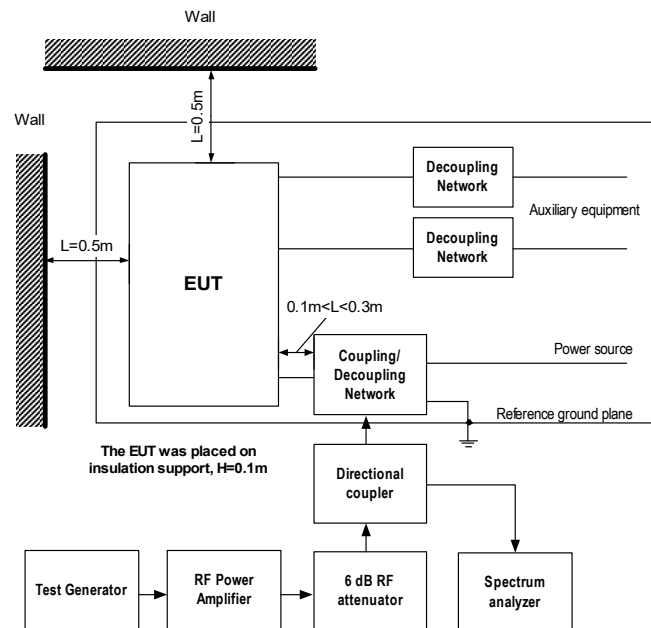 Wall
Wall
L=0.5m
L=0.5m
Decoupling
Network
Auxiliary equipment
Decoupling
Network
EUT
0.1m<L<0.3m
Coupling/
Decoupling
Network
Power source
Reference ground plane
The EUT was placed on
insulation support, H=0.1m
Directional
coupler
Test Generator
RF Power
Amplifier
6 dB RF
attenuator
Spectrum
analyzer